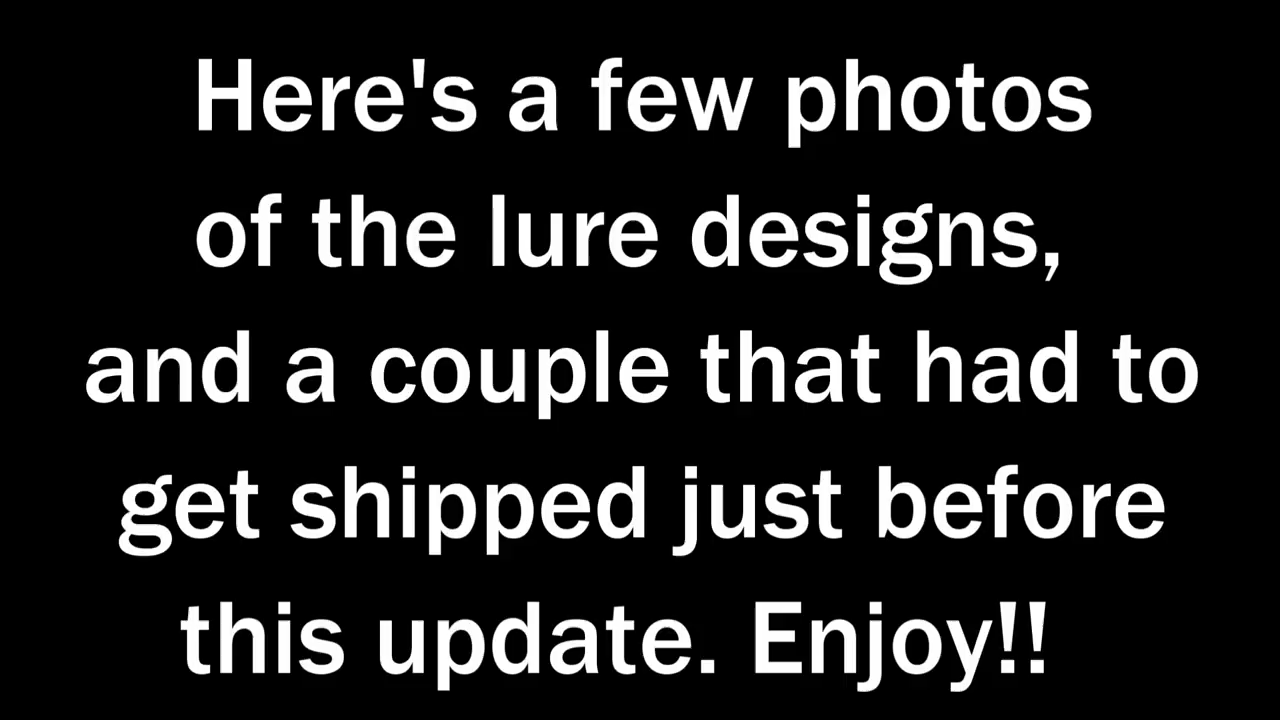 Here's a few photos
of the lure designs,
and a couple that had to
get shipped just before
this update. Enjoy!!